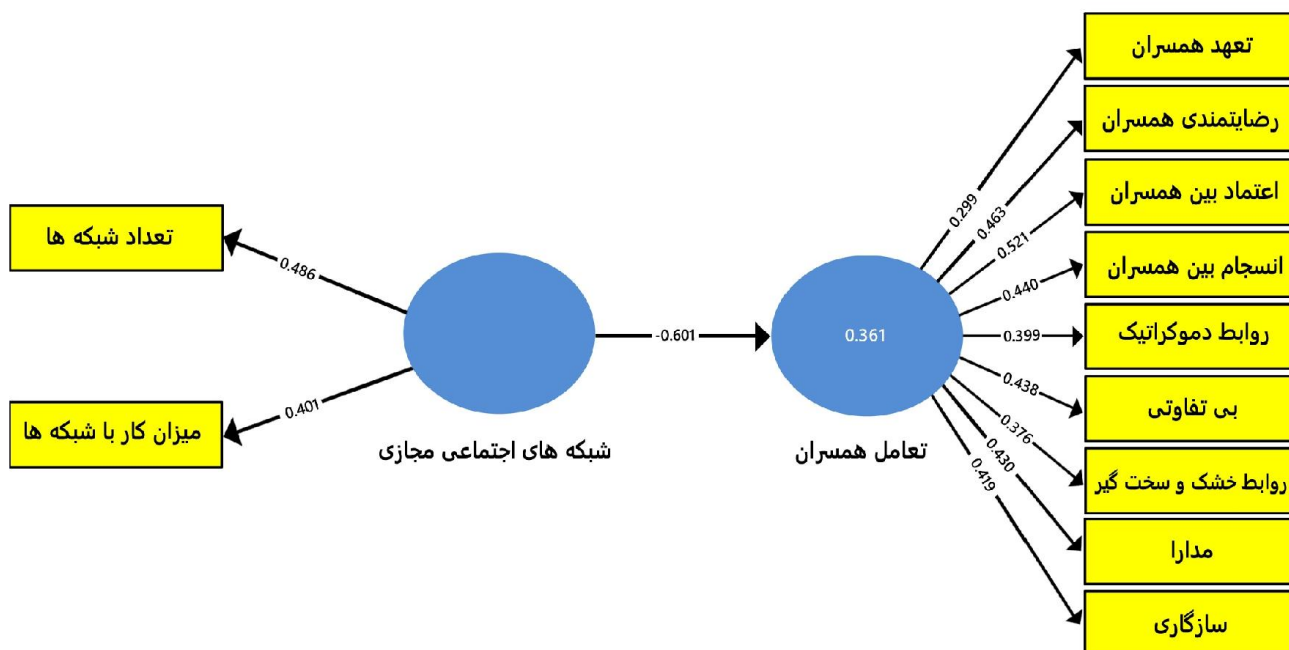 تعهد همسران
رضایتمندی همسران
اعتماد بین همسران
انسجام بین همسران
روابط دموکراتیک
بی تفاوتی
روابط خشک و سخت گیر
مدارا
سازگاری
0.299
0.463
0.521
0.440
0.399
0.438
0.376
0.430
0.419
0.361
تعامل همسران
-0.601
شبکه های اجتماعی مجازی
0.486
0.401
تعداد شبکه ها
میزان کار با شبکه ها